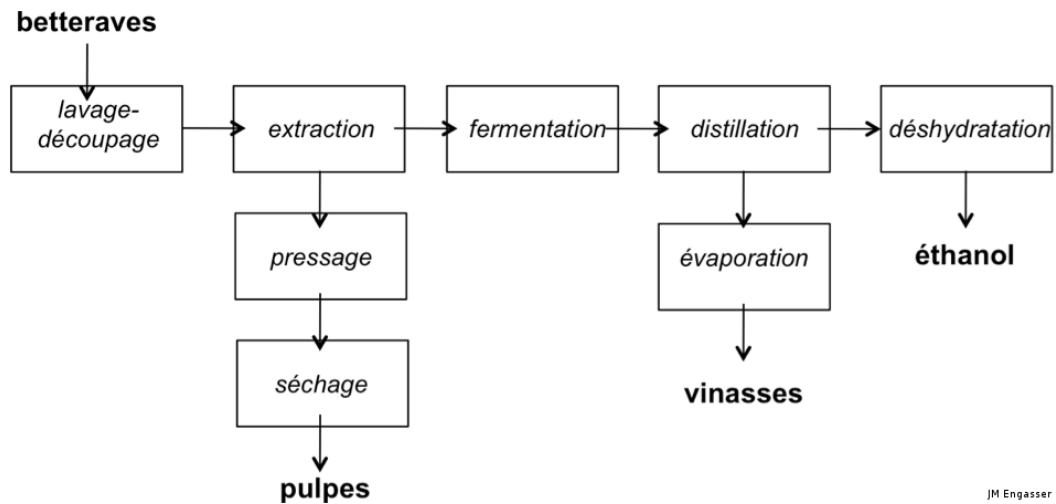 betteraves
lavage-
découpage
extraction
fermentation
distillation
déshydratation
pressage
évaporation
éthanol
séchage
vinasses
pulpes
JM Engasser